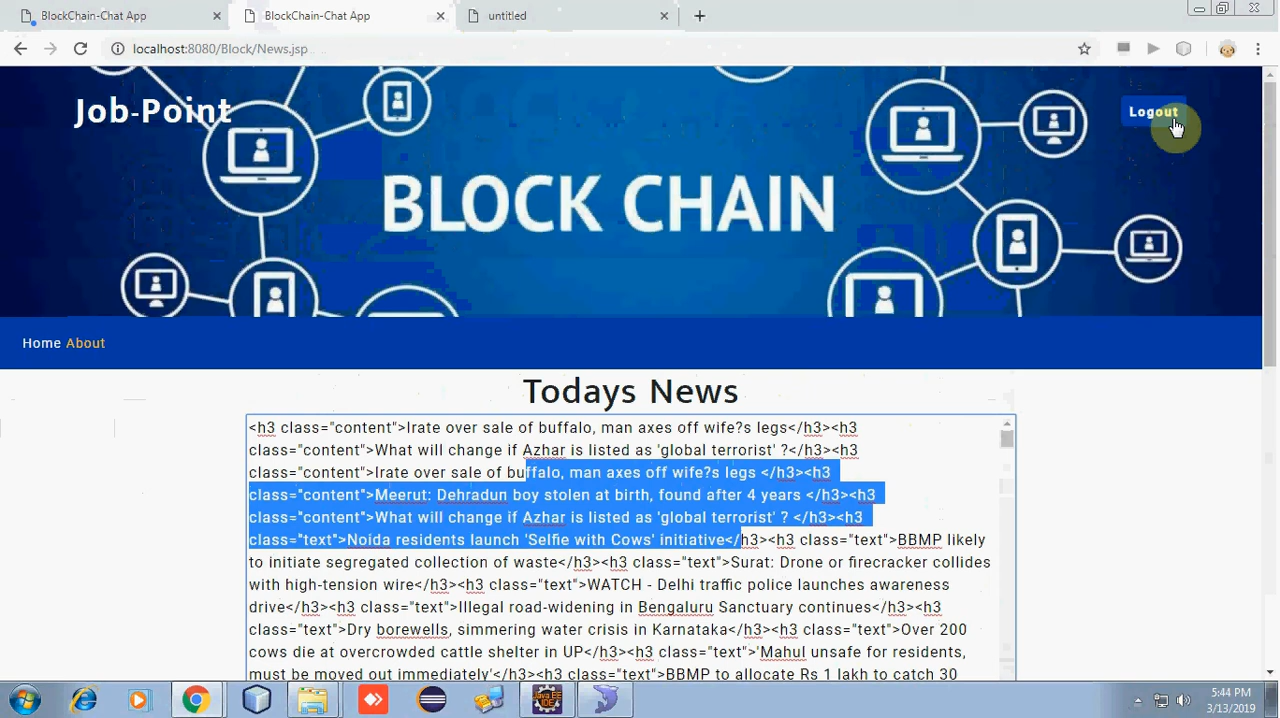 BlockChain-Chat App
BlockChain-Chat App
untitled
localhost:8080/Block/News.jsp
Job-Point
Logout
BLOCK CHAIN
Home About
Todays News
<h3 class="content">Irate over sale of buffalo, man axes off wife?s legs</h3><h3
class="content">What will change if Azhar is listed as 'global terrorist' ?</h3><h3
class="content">Irate over sale of buffalo, man axes off wife?s legs </h3><h3
class="content">Meerut: Dehradun boy stolen at birth, found after 4 years </h3><h3
class="content">What will change if Azhar is listed as 'global terrorist' ? </h3><h3
class="text">Noida residents launch 'Selfie with Cows' initiative</h3><h3 class="text">BBMP likely
to initiate segregated collection of waste</h3><h3 class="text">Surat: Drone or firecracker collides
with high-tension wire</h3><h3 class="text">WATCH - Delhi traffic police launches awareness
drive</h3><h3 class="text">Illegal road-widening in Bengaluru Sanctuary continues</h3><h3
class="text">Dry borewells, simmering water crisis in Karnataka</h3><h3 class="text">Over 200
cows die at overcrowded cattle shelter in UP</h3><h3 class="text">'Mahul unsafe for residents,
must be moved out immediately'</h3><h3 class="text">BBMP to allocate Rs 1 lakh to catch 30
Java EE
IDE
5:44 PM
3/13/2019